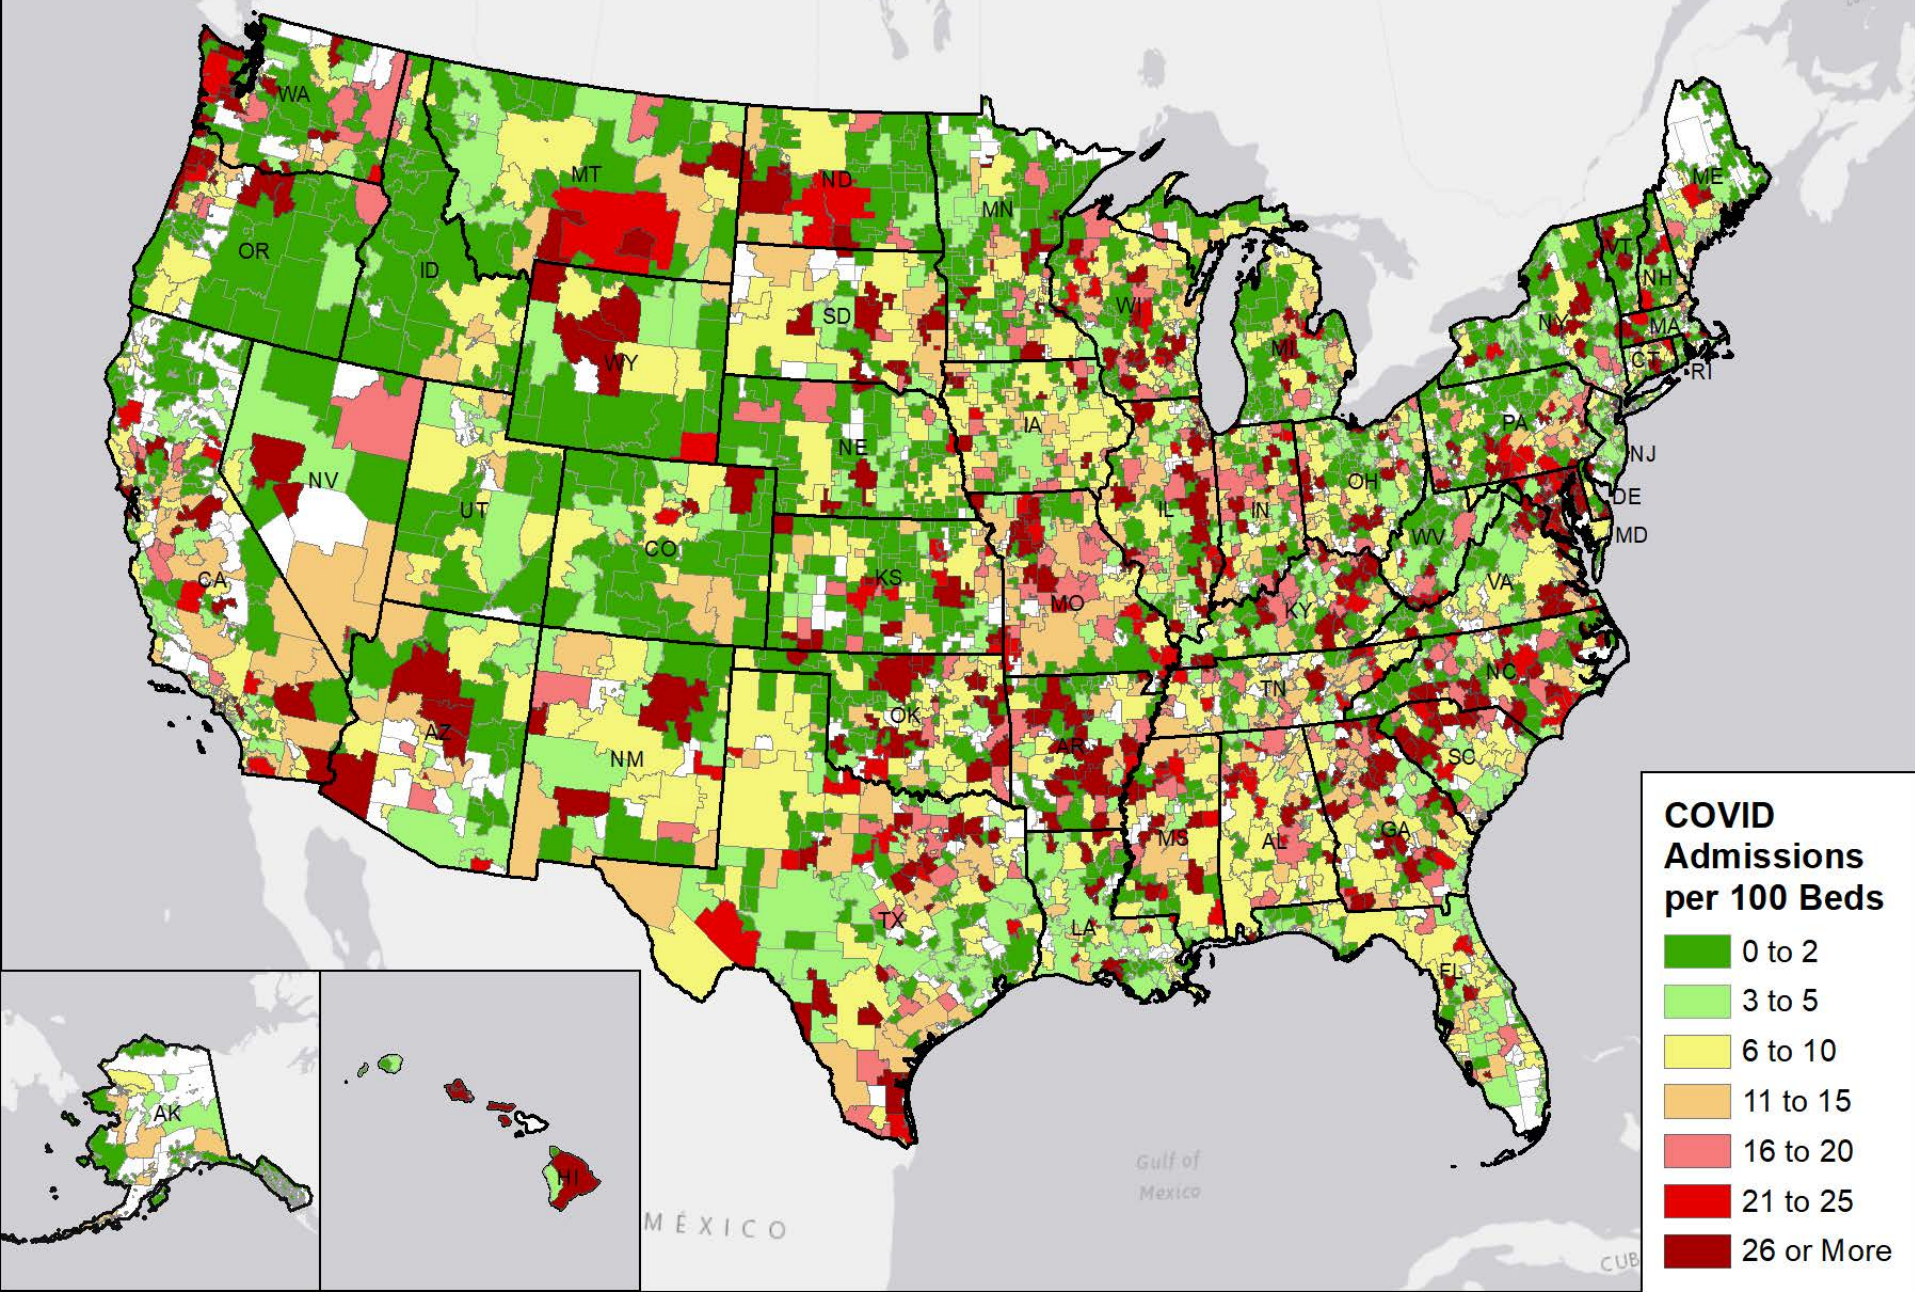 WA
MT
ND
MN
ME
OR
ID
WI
VT
NH
SD
NY
MA
MI
WY
CT
RI
IA
PA
NE
NJ
NV
UT
IL
IN
OH
DE
CO
WV
MD
CA
KS
MO
KY
VA
NC
TN
AZ
OK
NM
AR
SC
MS
AL
GA
TX
LA
FL
AK
HI
Gulf of
Mexico
MÉXICO
CUB
COVID
Admissions
per 100 Beds
0 to 2
3 to 5
6 to 10
11 to 15
16 to 20
21 to 25
26 or More